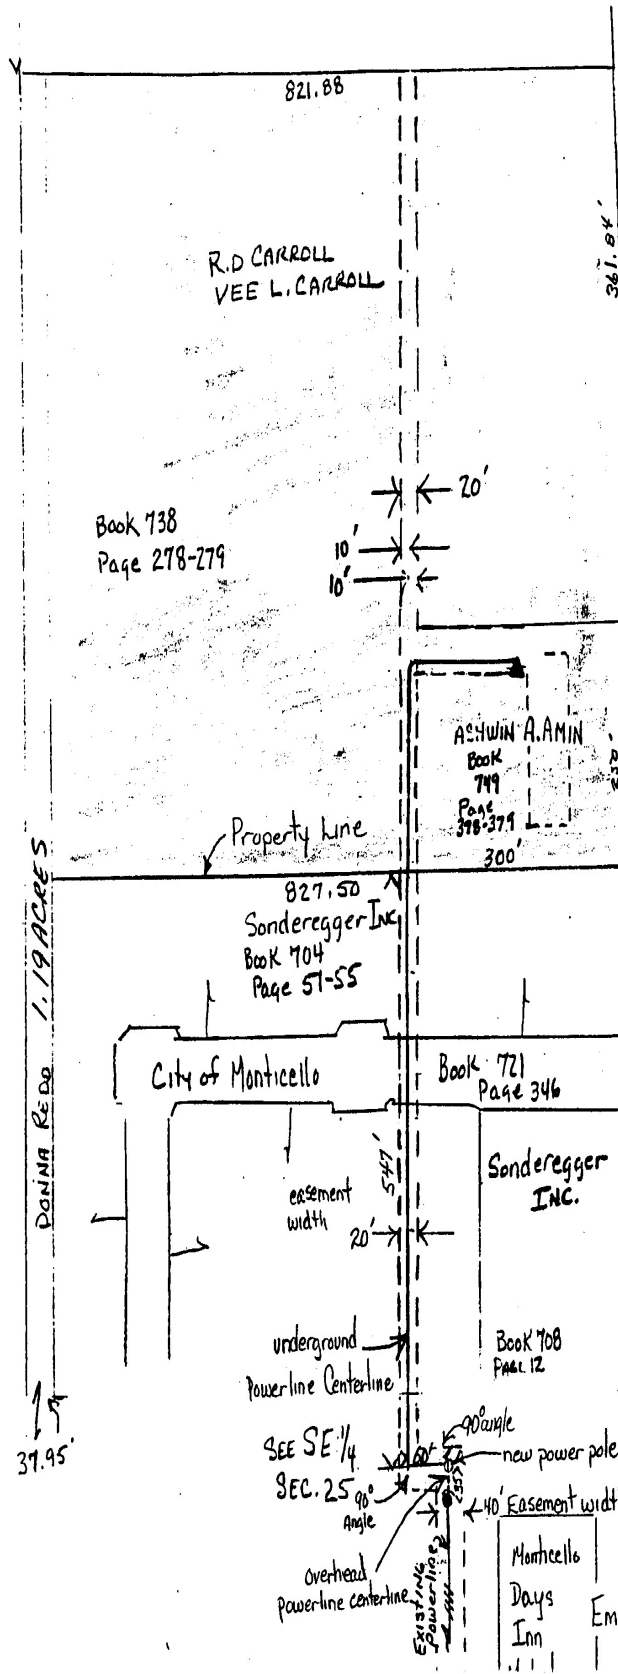 821.88
361.84'
R.D CARROLL
VEE L. CARROLL
20'
Book 738
Page 278-279
10'
10'
ASHWIN A. AMIN
Book
749
Page
378-379
300'
Property Line
827.50
Sonderegger Inc
Book 704
Page 51-55
DONNA REDD 1.19 ACRES
City of Monticello
Book 721
Page 346
547'
Sonderegger
INC.
easement
width
20'
underground
Powerline Centerline
Book 708
PAGE 12
90° angle
new power pole
SEE SE 1/4
SEC. 25
90°
Angle
37.95'
40' Easement widt
overhead
powerline centerline
EXISTING
Powerline
Monticello
Days
Inn
Em